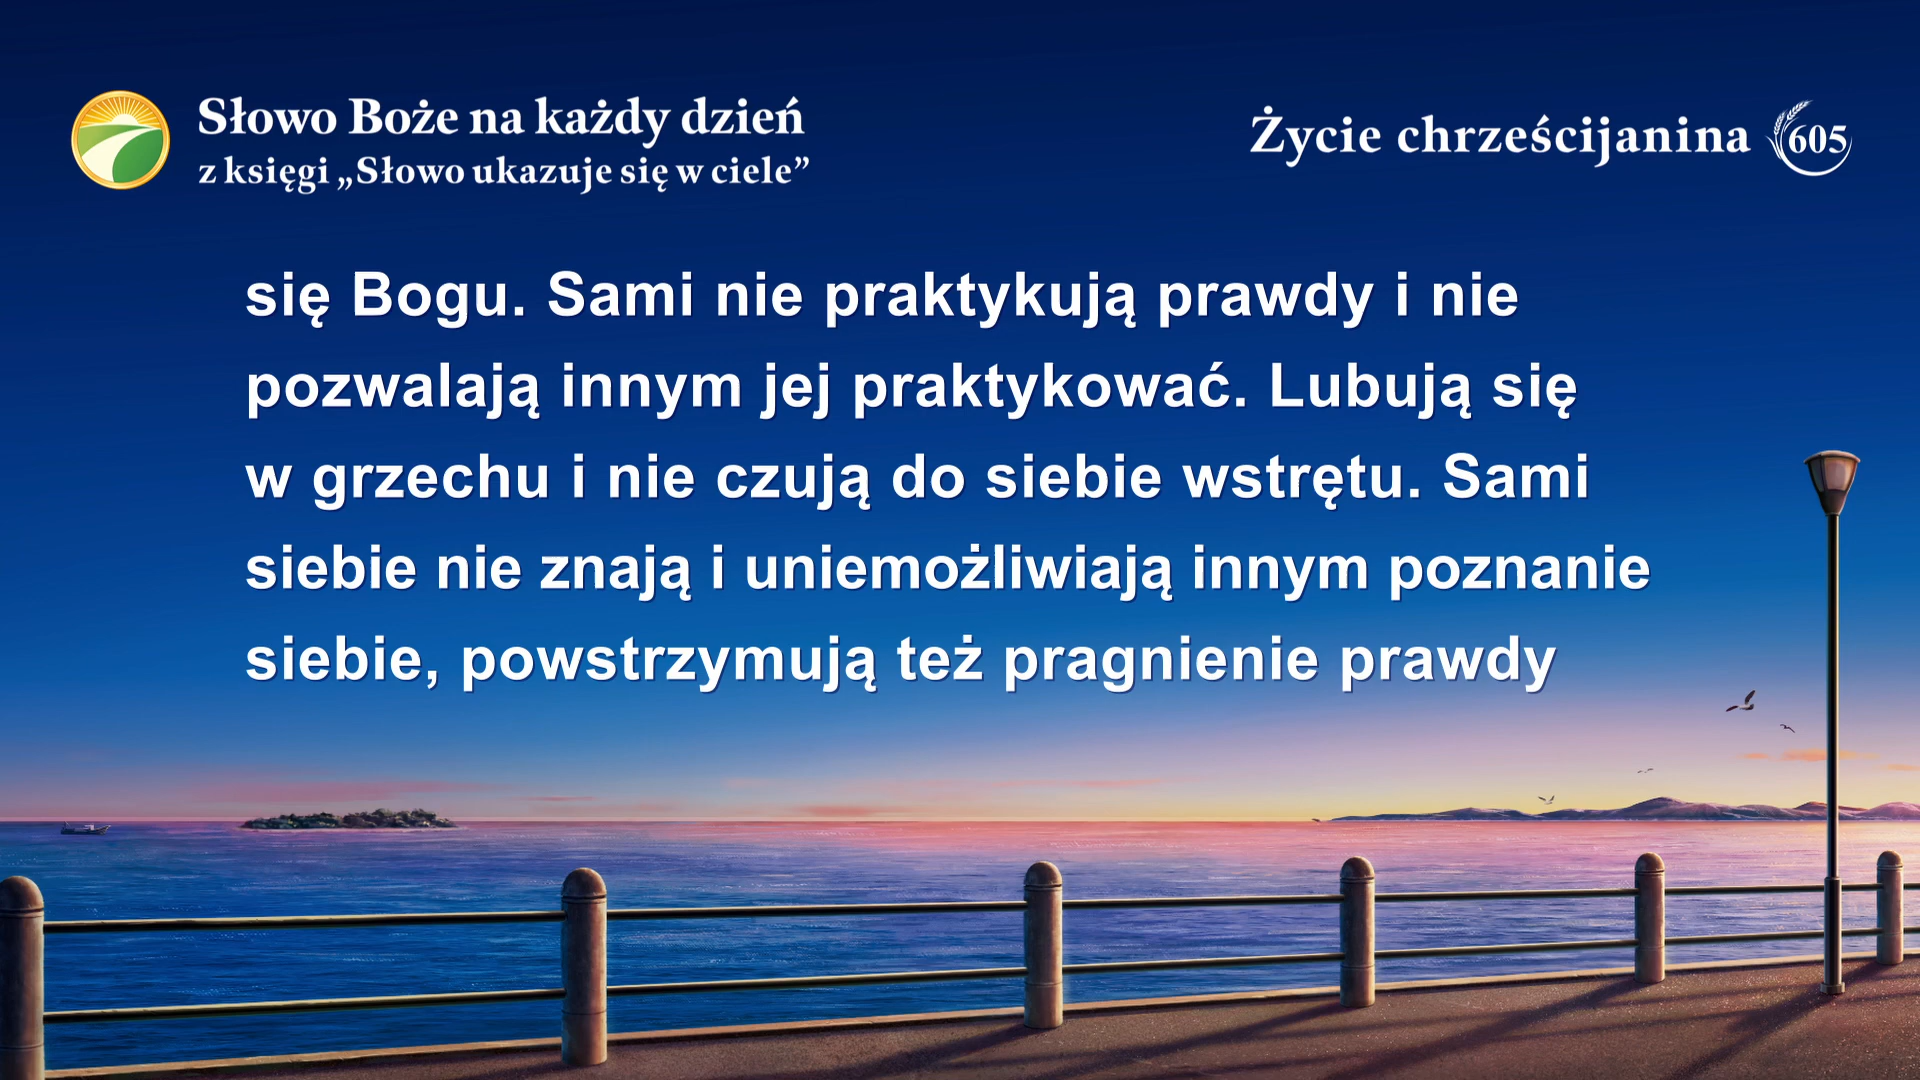 Słowo Boże na każdy dzień
z księgi „Słowo ukazuje się w ciele”
Życie chrześcijanina 605
się Bogu. Sami nie praktykują prawdy i nie
pozwalają innym jej praktykować. Lubują się
w grzechu i nie czują do siebie wstrętu. Sami
siebie nie znają i uniemożliwiają innym poznanie
siebie, powstrzymują też pragnienie prawdy